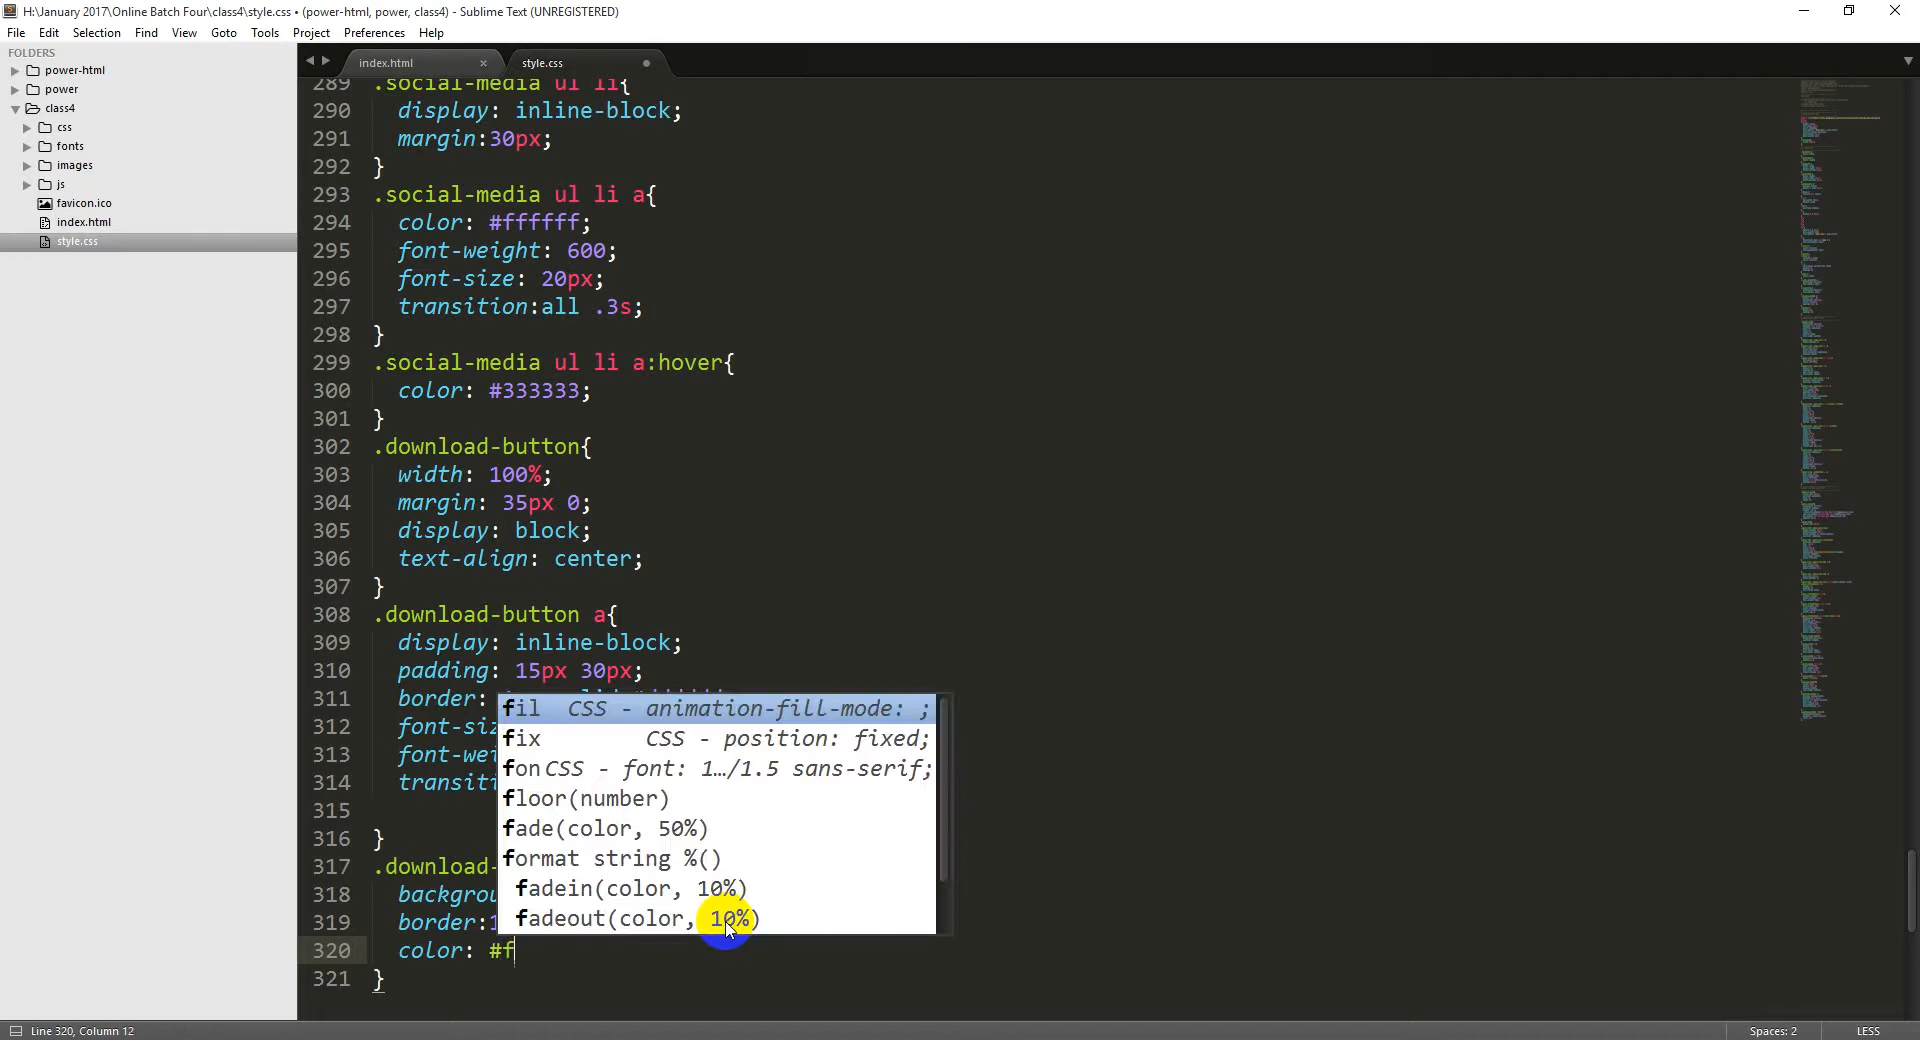 H:\January 2017\Online Batch Four\class4\style.css • (power-html, power, class4) - Sublime Text (UNREGISTERED)
File Edit Selection Find View Goto Tools Project Preferences Help
FOLDERS
power-html
power
class4
css
fonts
images
js
favicon.ico
index.html
style.css
index.html × style.css
289 .social-media ul li{
290 display: inline-block;
291 margin:30px;
292 }
293 .social-media ul li a{
294 color: #ffffff;
295 font-weight: 600;
296 font-size: 20px;
297 transition:all .3s;
298 }
299 .social-media ul li a:hover{
300 color: #333333;
301 }
302 .download-button{
303 width: 100%;
304 margin: 35px 0;
305 display: block;
306 text-align: center;
307 }
308 .download-button a{
309 display: inline-block;
310 padding: 15px 30px;
311 border:
312 font-siz
313 font-wei
314 transiti
315
316 }
317 .download-
318 backgrou
319 border:1
320 color: #f
321 }
fil CSS - animation-fill-mode: ;
fix CSS - position: fixed;
fon CSS - font: 1…/1.5 sans-serif;
floor(number)
fade(color, 50%)
format string %()
fadein(color, 10%)
fadeout(color, 10%)
Line 320, Column 12
Spaces: 2
LESS